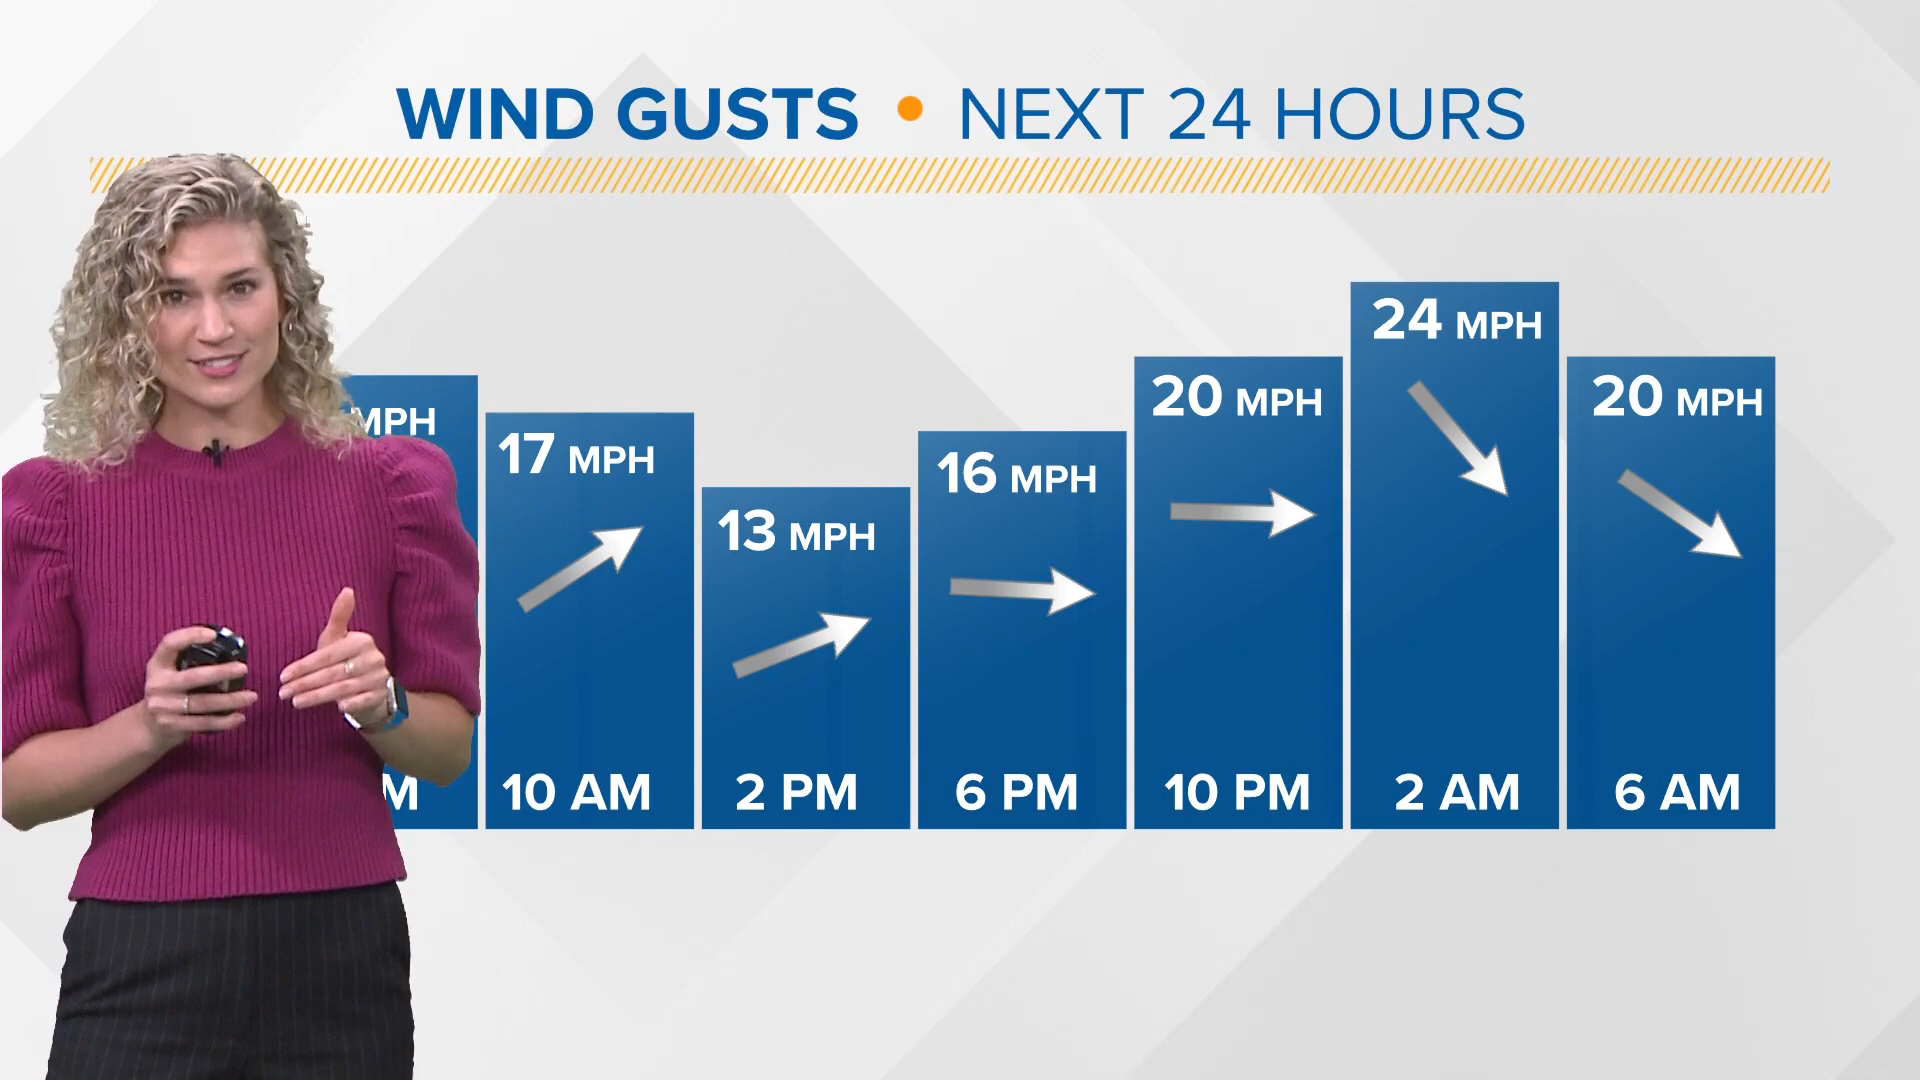 WIND GUSTS • NEXT 24 HOURS
MPH
17 MPH
13 MPH
16 MPH
20 MPH
24 MPH
20 MPH
M
10 AM
2 PM
6 PM
10 PM
2 AM
6 AM